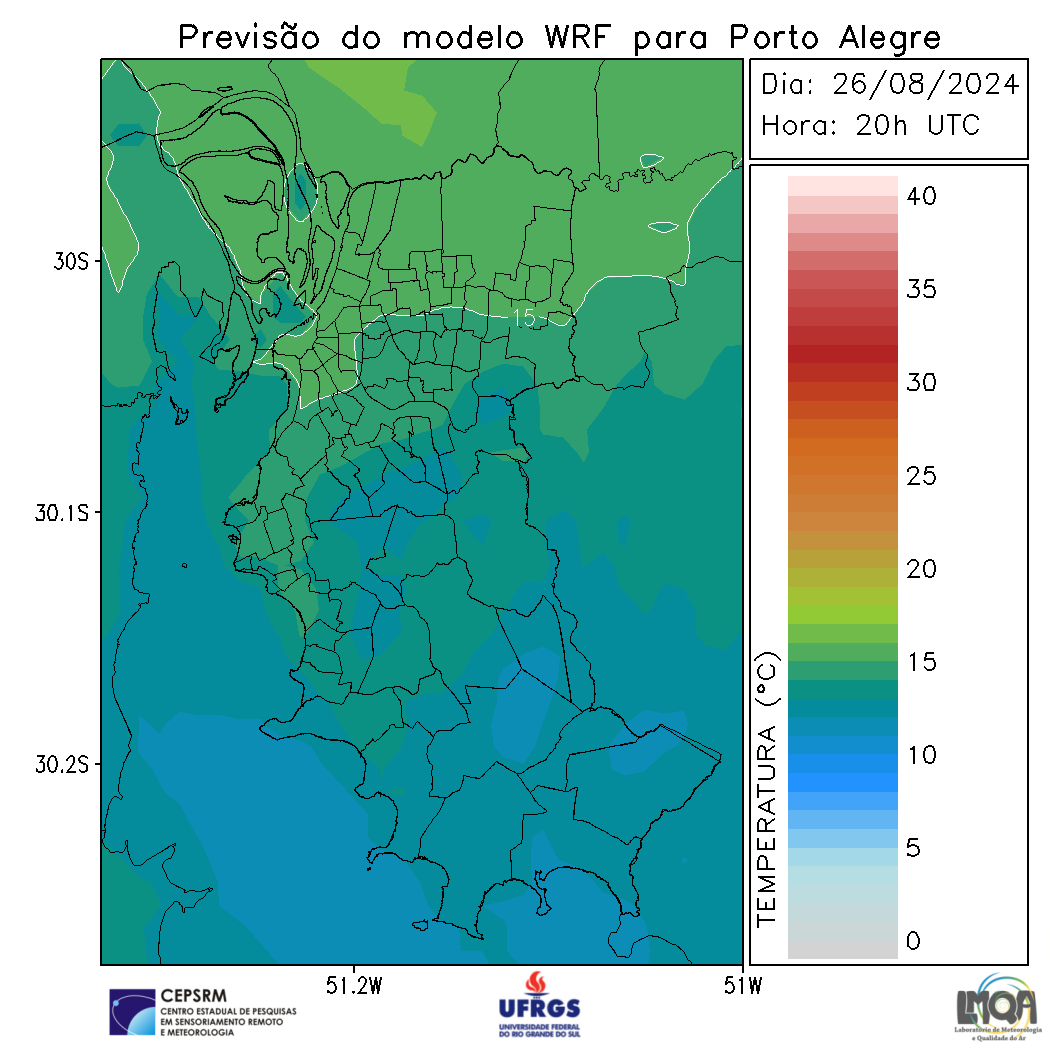 Previsão do modelo WRF para Porto Alegre
Dia: 26/08/2024
Hora: 20h UTC
40
35
30
25
20
15
10
5
0
TEMPERATURA (°C)
15
30S
30.1S
30.2S
51.2W
51W
CEPSRM
CENTRO ESTADUAL DE PESQUISAS
EM SENSORIAMENTO REMOTO
E METEOROLOGIA
UFRGS
UNIVERSIDADE FEDERAL
DO RIO GRANDE DO SUL
LMQA
Laboratório de Meteorologia
e Qualidade do Ar